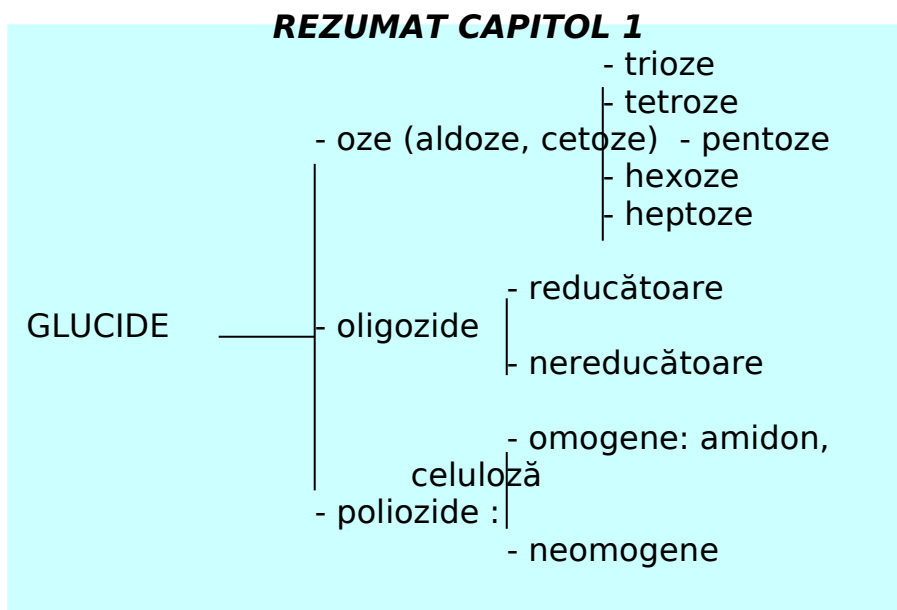 REZUMAT CAPITOL 1
- trioze
- tetroze
- oze (aldoze, cetoze) - pentoze
- hexoze
- heptoze
- reducătoare
GLUCIDE - oligozide
- nereducătoare
- omogene: amidon,
celuloză
- poliozide :
- neomogene